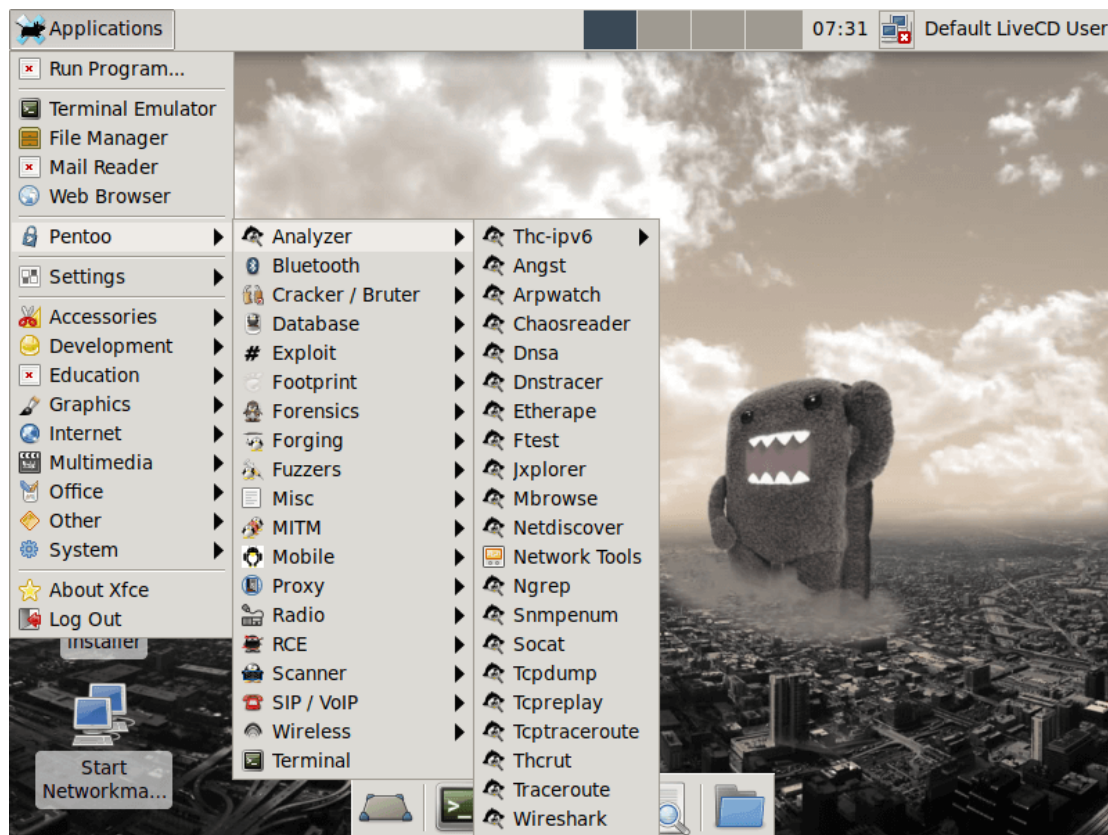 Applications
07:31
Default LiveCD User
Run Program...
Terminal Emulator
File Manager
Mail Reader
Web Browser
Pentoo
Settings
Accessories
Development
Education
Graphics
Internet
Multimedia
Office
Other
System
About Xfce
Log Out
Analyzer
Bluetooth
Cracker / Bruter
Database
Exploit
Footprint
Forensics
Forging
Fuzzers
Misc
MITM
Mobile
Proxy
Radio
RCE
Scanner
SIP / VoIP
Wireless
Terminal
Thc-ipv6
Angst
Arpwatch
Chaosreader
Dnsa
Dnstracer
Etherape
Ftest
Jxplorer
Mbrowse
Netdiscover
Network Tools
Ngrep
Snmpenum
Socat
Tcpdump
Tcpreplay
Tcptraceroute
Thcrut
Traceroute
Wireshark
Installer
Start
Networkma...